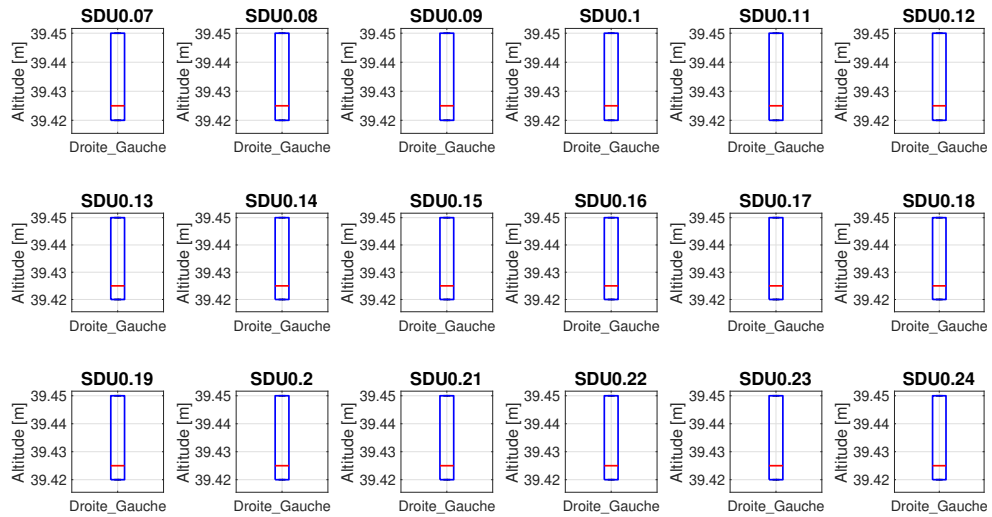 SDU0.07 SDU0.08 SDU0.09 SDU0.1 SDU0.11 SDU0.12
39.45 39.45 39.45 39.45 39.45 39.45
39.44 39.44 39.44 39.44 39.44 39.44
39.43 39.43 39.43 39.43 39.43 39.43
39.42 39.42 39.42 39.42 39.42 39.42
Altitude [m] Altitude [m] Altitude [m] Altitude [m] Altitude [m] Altitude [m]
Droite_Gauche Droite_Gauche Droite_Gauche Droite_Gauche Droite_Gauche Droite_Gauche
SDU0.13 SDU0.14 SDU0.15 SDU0.16 SDU0.17 SDU0.18
39.45 39.45 39.45 39.45 39.45 39.45
39.44 39.44 39.44 39.44 39.44 39.44
39.43 39.43 39.43 39.43 39.43 39.43
39.42 39.42 39.42 39.42 39.42 39.42
Altitude [m] Altitude [m] Altitude [m] Altitude [m] Altitude [m] Altitude [m]
Droite_Gauche Droite_Gauche Droite_Gauche Droite_Gauche Droite_Gauche Droite_Gauche
SDU0.19 SDU0.2 SDU0.21 SDU0.22 SDU0.23 SDU0.24
39.45 39.45 39.45 39.45 39.45 39.45
39.44 39.44 39.44 39.44 39.44 39.44
39.43 39.43 39.43 39.43 39.43 39.43
39.42 39.42 39.42 39.42 39.42 39.42
Altitude [m] Altitude [m] Altitude [m] Altitude [m] Altitude [m] Altitude [m]
Droite_Gauche Droite_Gauche Droite_Gauche Droite_Gauche Droite_Gauche Droite_Gauche